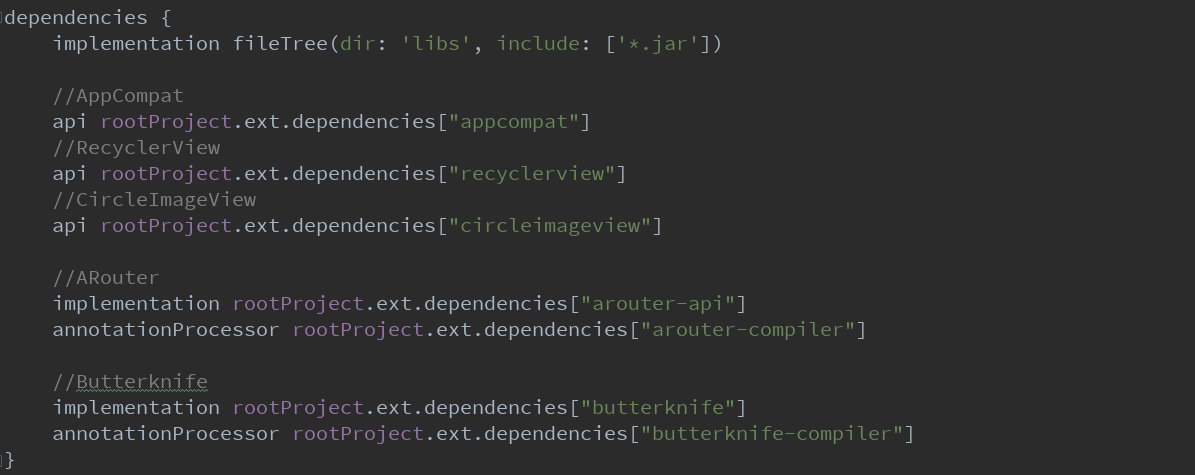 dependencies {
    implementation fileTree(dir: 'libs', include: ['*.jar'])

    //AppCompat
    api rootProject.ext.dependencies["appcompat"]
    //RecyclerView
    api rootProject.ext.dependencies["recyclerview"]
    //CircleImageView
    api rootProject.ext.dependencies["circleimageview"]

    //ARouter
    implementation rootProject.ext.dependencies["arouter-api"]
    annotationProcessor rootProject.ext.dependencies["arouter-compiler"]

    //Butterknife
    implementation rootProject.ext.dependencies["butterknife"]
    annotationProcessor rootProject.ext.dependencies["butterknife-compiler"]
}